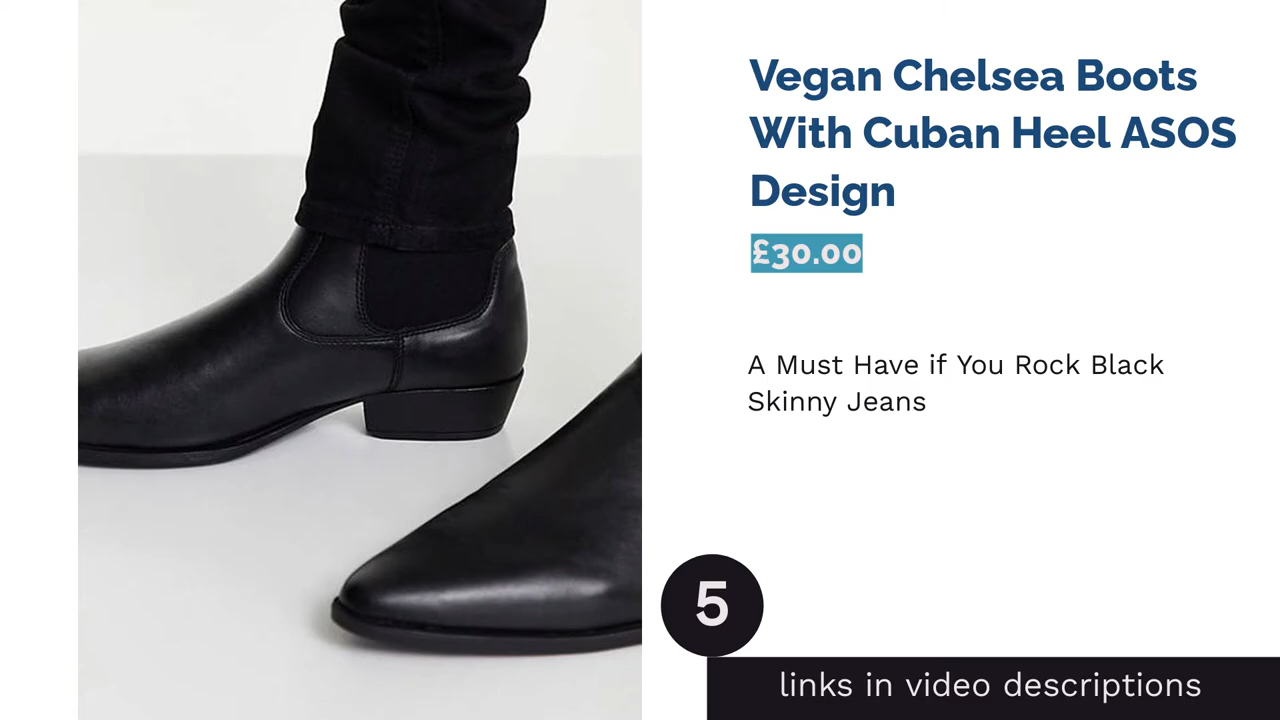 Vegan Chelsea Boots
With Cuban Heel ASOS
Design
£30.00
A Must Have if You Rock Black
Skinny Jeans
5
links in video descriptions